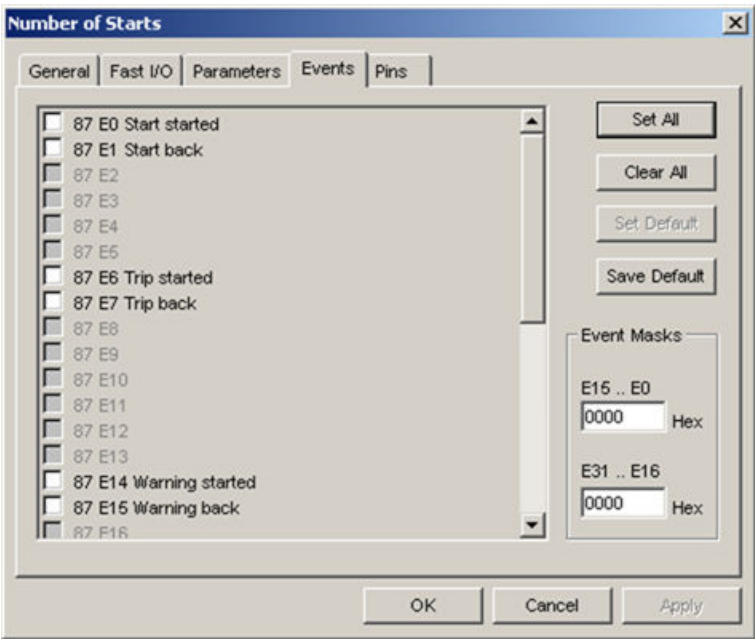 Number of Starts
General Fast I/O Parameters Events Pins
87 E0 Start started
87 E1 Start back
87 E2
87 E3
87 E4
87 E5
87 E6 Trip started
87 E7 Trip back
87 E8
87 E9
87 E10
87 E11
87 E12
87 E13
87 E14 Warning started
87 E15 Warning back
87 E16
Set All
Clear All
Set Default
Save Default
Event Masks
E15 .. E0
0000 Hex
E31 .. E16
0000 Hex
OK Cancel Apply